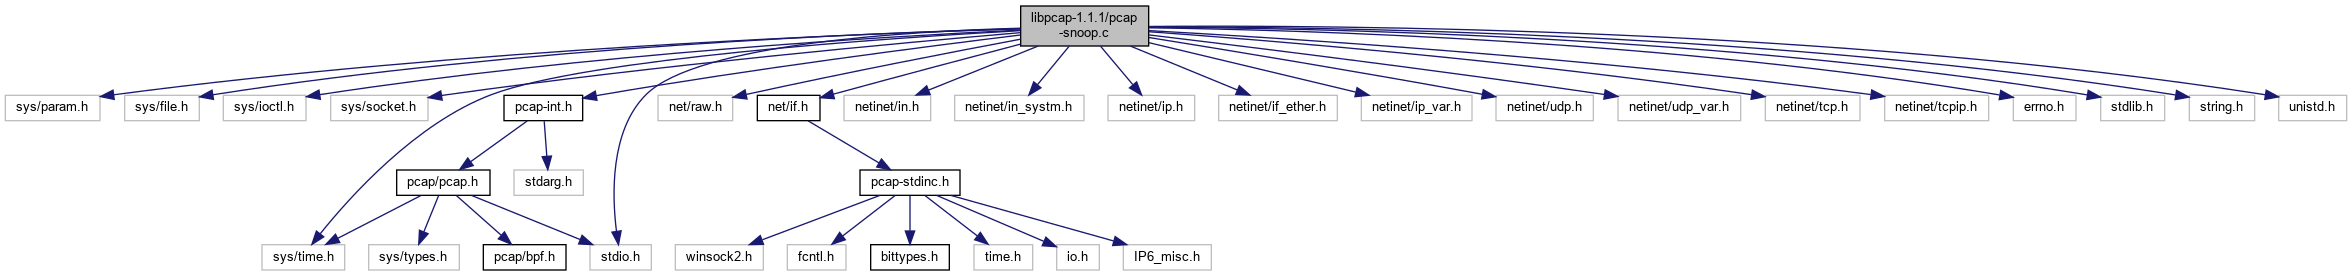 libpcap-1.1.1/pcap
-snoop.c
sys/param.h
sys/file.h
sys/ioctl.h
sys/socket.h
pcap-int.h
net/raw.h
net/if.h
netinet/in.h
netinet/in_systm.h
netinet/ip.h
netinet/if_ether.h
netinet/ip_var.h
netinet/udp.h
netinet/udp_var.h
netinet/tcp.h
netinet/tcpip.h
errno.h
stdlib.h
string.h
unistd.h
pcap/pcap.h
stdarg.h
pcap-stdinc.h
sys/time.h
sys/types.h
pcap/bpf.h
stdio.h
winsock2.h
fcntl.h
bittypes.h
time.h
io.h
IP6_misc.h